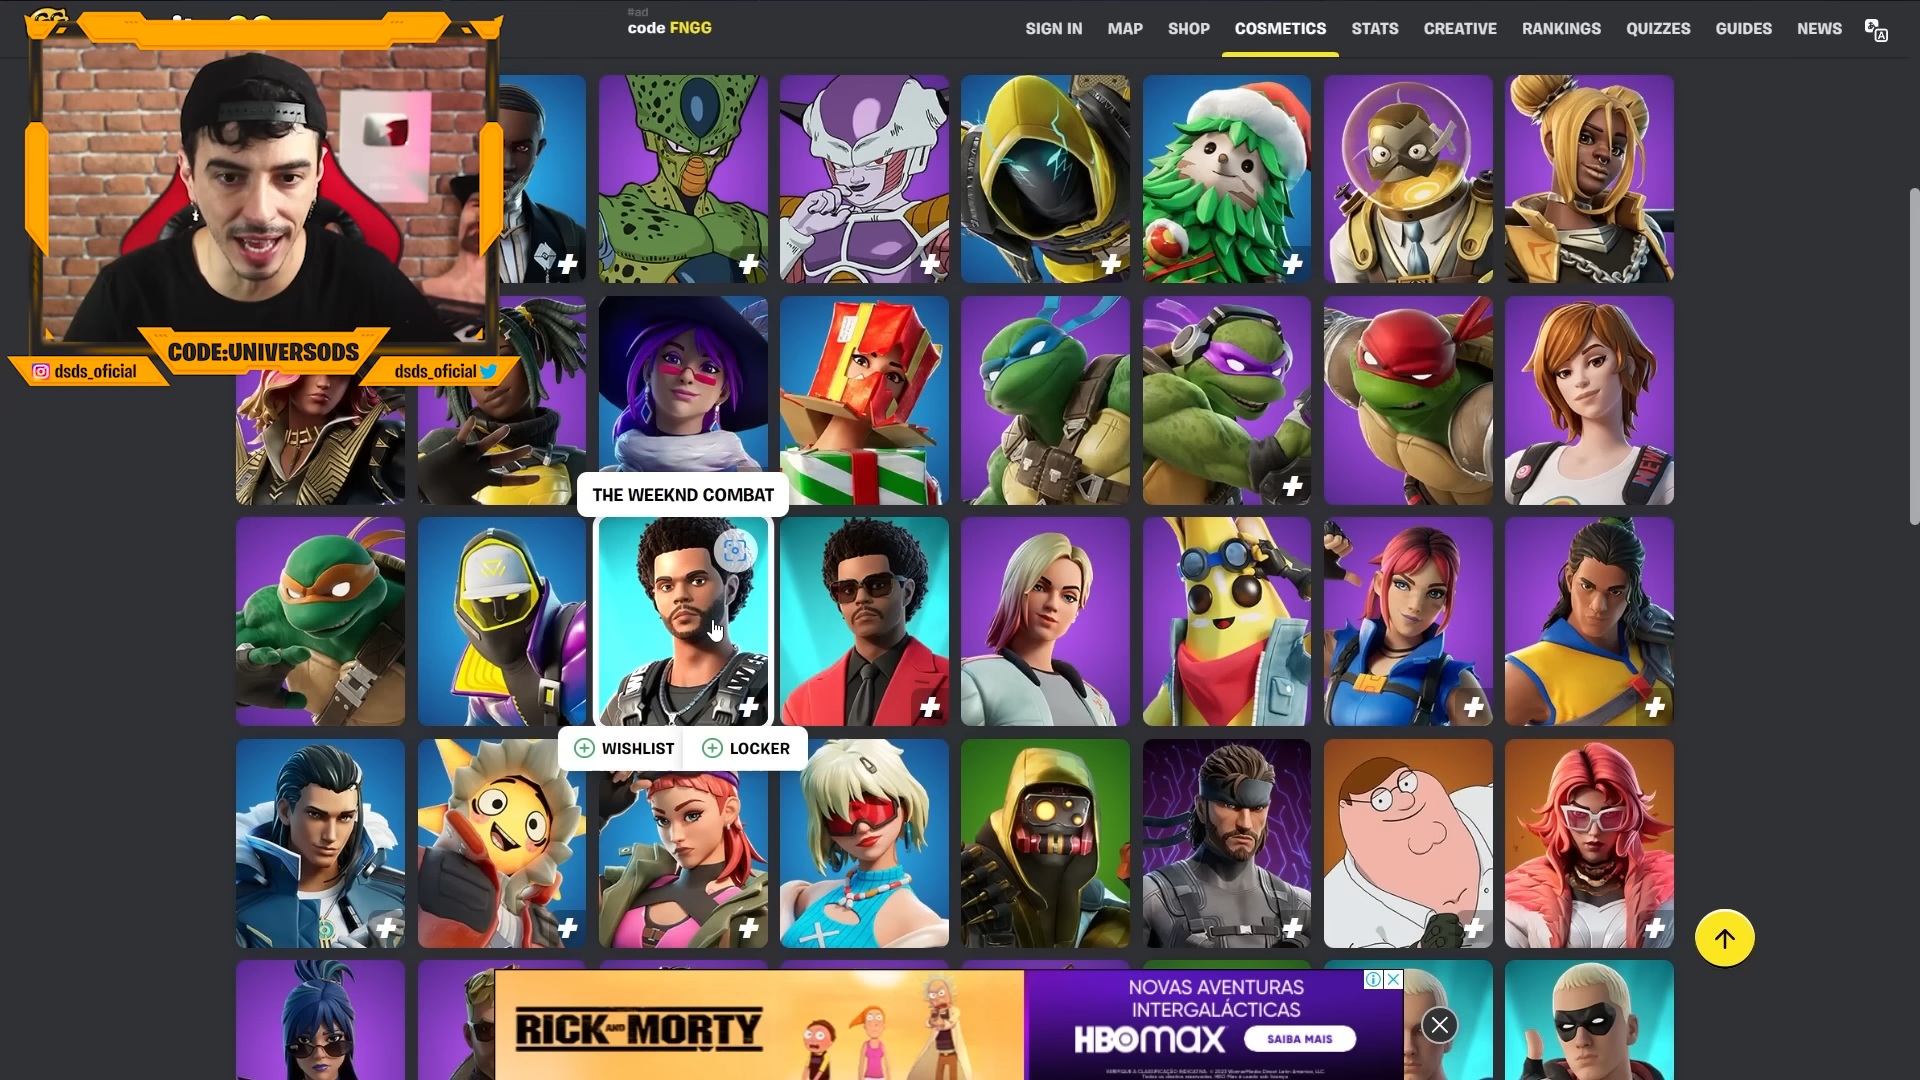 #ad
code FNGG
SIGN IN
MAP
SHOP
COSMETICS
STATS
CREATIVE
RANKINGS
QUIZZES
GUIDES
NEWS
CODE:UNIVERSODS
dsds_oficial
dsds_oficial
NEW
THE WEEKND COMBAT
WISHLIST
LOCKER
RICK AND MORTY
NOVAS AVENTURAS
INTERGALÁCTICAS
HBOMAX
SAIBA MAIS